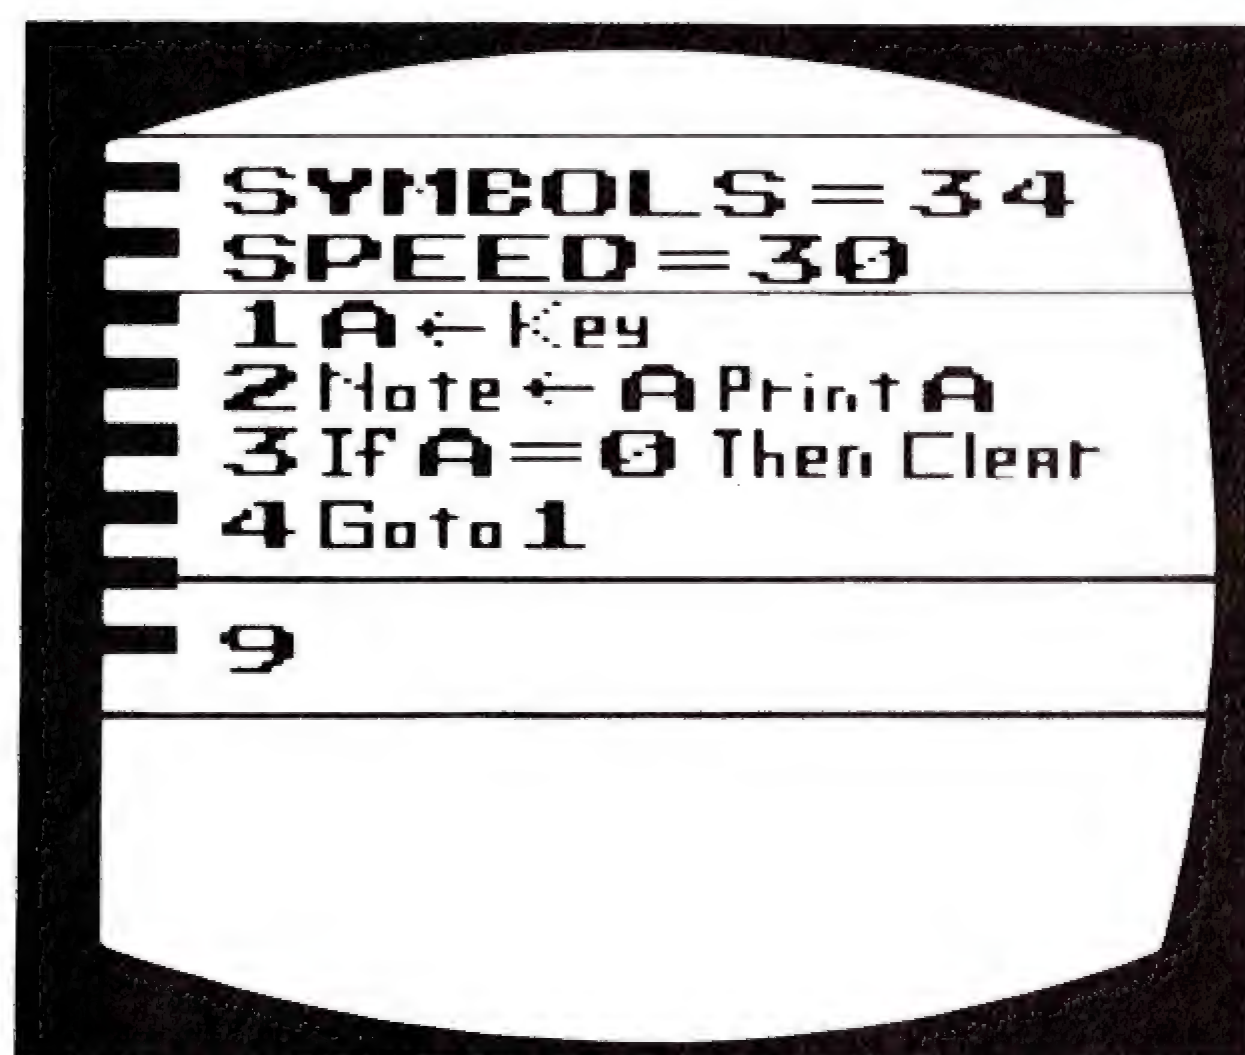 SYMBOLS=34
SPEED=30
1 A ← Key
2 Note ← A Print A
3 If A=0 Then Clear
4 Goto 1
9